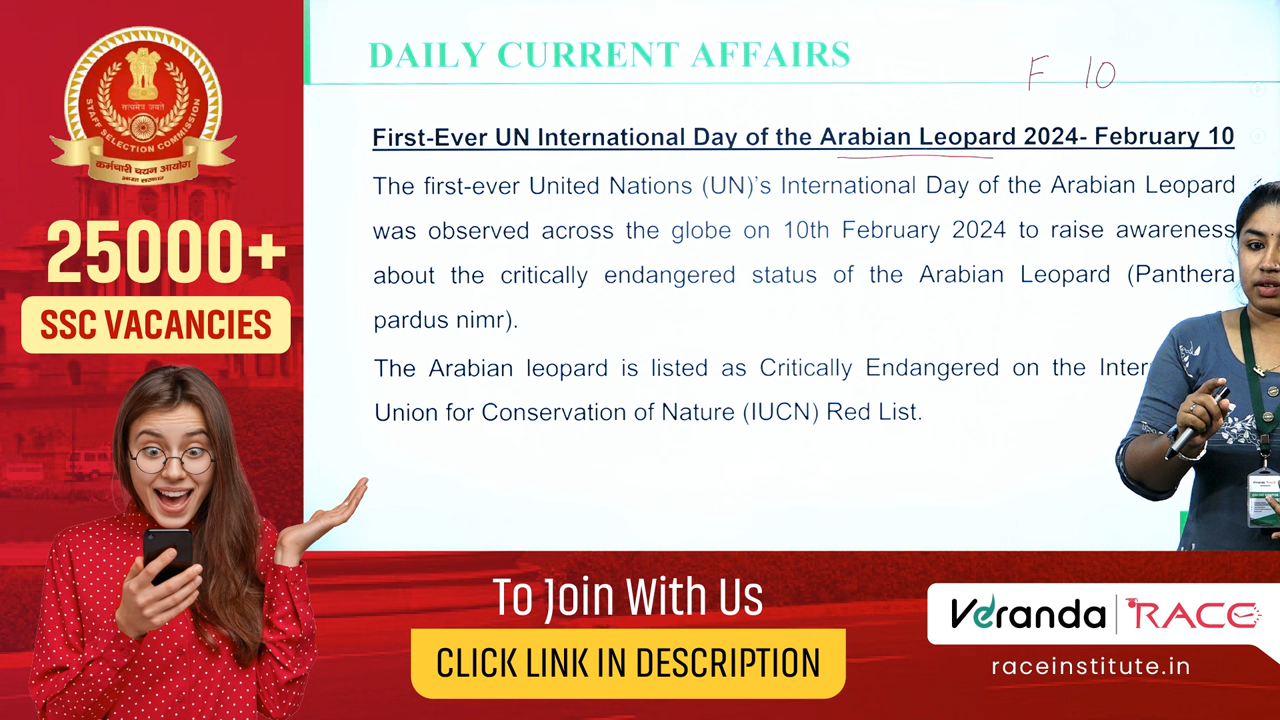 STAFF SELECTION COMMISSION
सत्यमेव जयते
कर्मचारी चयन आयोग
भारत सरकार
25000+
SSC VACANCIES
DAILY CURRENT AFFAIRS
F 10
First-Ever UN International Day of the Arabian Leopard 2024- February 10
The first-ever United Nations (UN)'s International Day of the Arabian Leopard
was observed across the globe on 10th February 2024 to raise awareness
about the critically endangered status of the Arabian Leopard (Panthera
pardus nimr).
The Arabian leopard is listed as Critically Endangered on the Inter
Union for Conservation of Nature (IUCN) Red List.
To Join With Us
CLICK LINK IN DESCRIPTION
Veranda RACE
raceinstitute.in